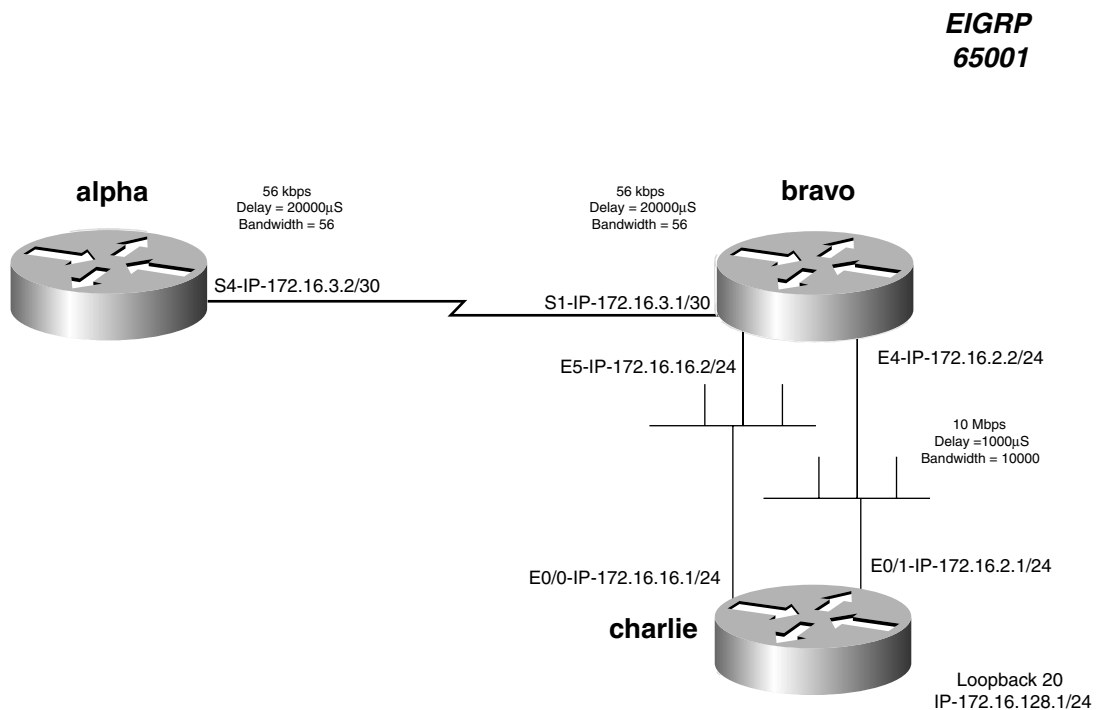 EIGRP
65001
alpha
56 kbps
Delay = 20000µS
Bandwidth = 56
56 kbps
Delay = 20000µS
Bandwidth = 56
bravo
S4-IP-172.16.3.2/30
S1-IP-172.16.3.1/30
E5-IP-172.16.16.2/24
E4-IP-172.16.2.2/24
10 Mbps
Delay =1000µS
Bandwidth = 10000
E0/0-IP-172.16.16.1/24
E0/1-IP-172.16.2.1/24
charlie
Loopback 20
IP-172.16.128.1/24